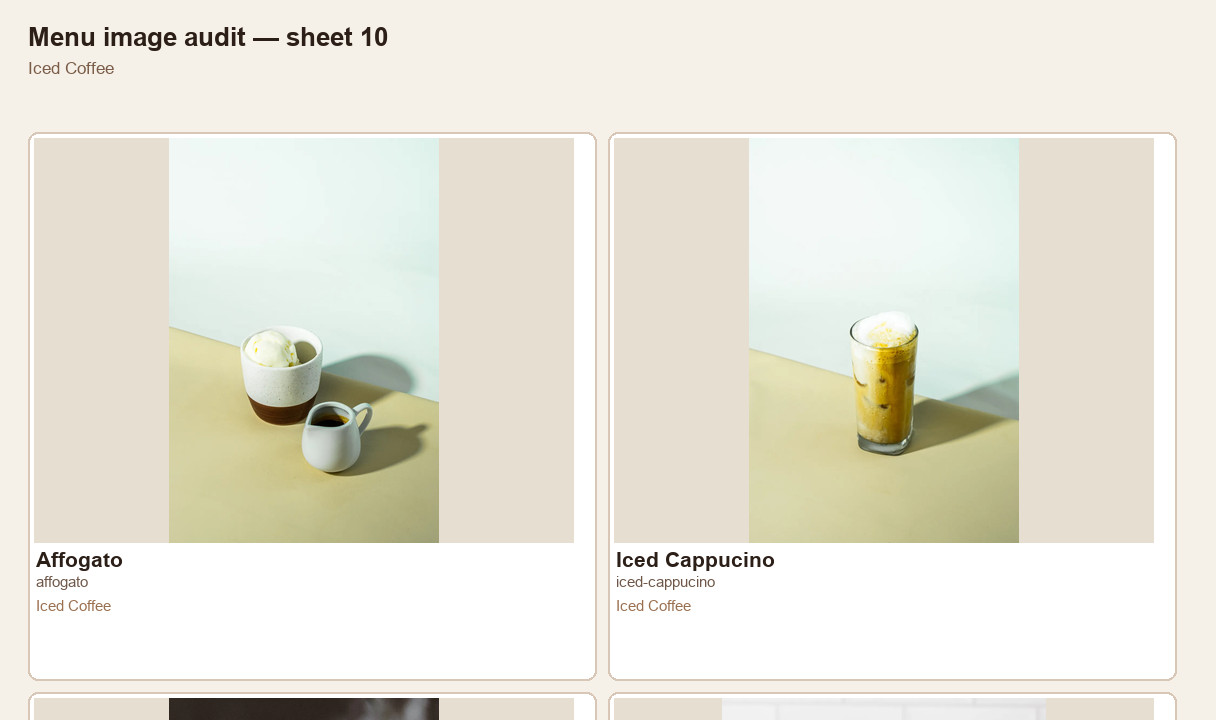 Menu image audit — sheet 10
Iced Coffee
Affogato
affogato
Iced Coffee
Iced Cappucino
iced-cappucino
Iced Coffee